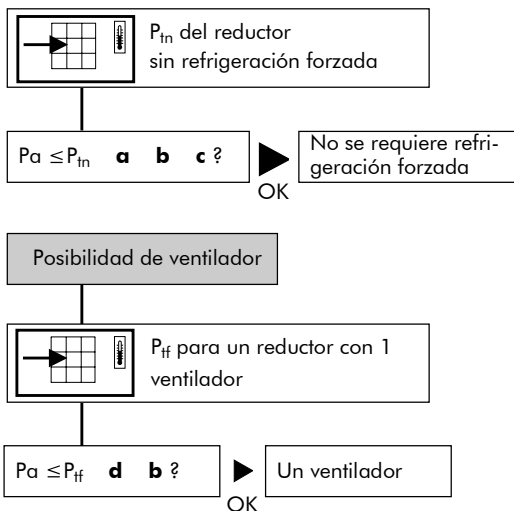 Ptn del reductor
sin refrigeración forzada
Pa ≤Ptn a b c ?
OK
No se requiere refri-
geración forzada
Posibilidad de ventilador
Ptf para un reductor con 1
ventilador
Pa ≤Ptf d b ?
OK
Un ventilador